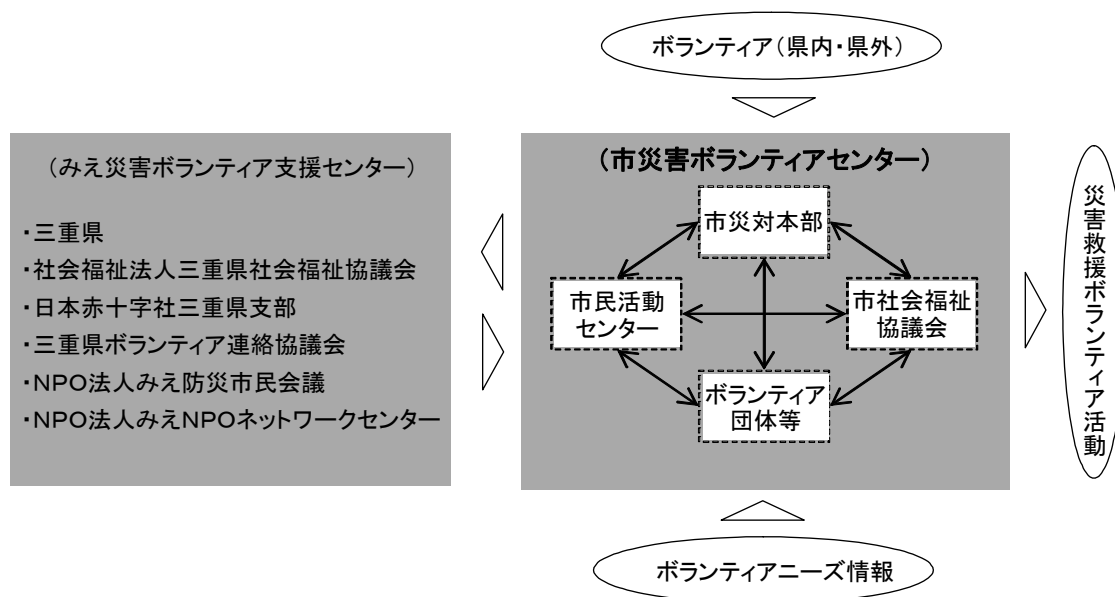 ボランティア（県内・県外）
（みえ災害ボランティア支援センター）
・三重県
・社会福祉法人三重県社会福祉協議会
・日本赤十字社三重県支部
・三重県ボランティア連絡協議会
・NPO法人みえ防災市民会議
・NPO法人みえNPOネットワークセンター
（市災害ボランティアセンター）
市災対本部
市民活動
センター
市社会福祉
協議会
ボランティア
団体等
災害救援ボランティア活動
ボランティアニーズ情報